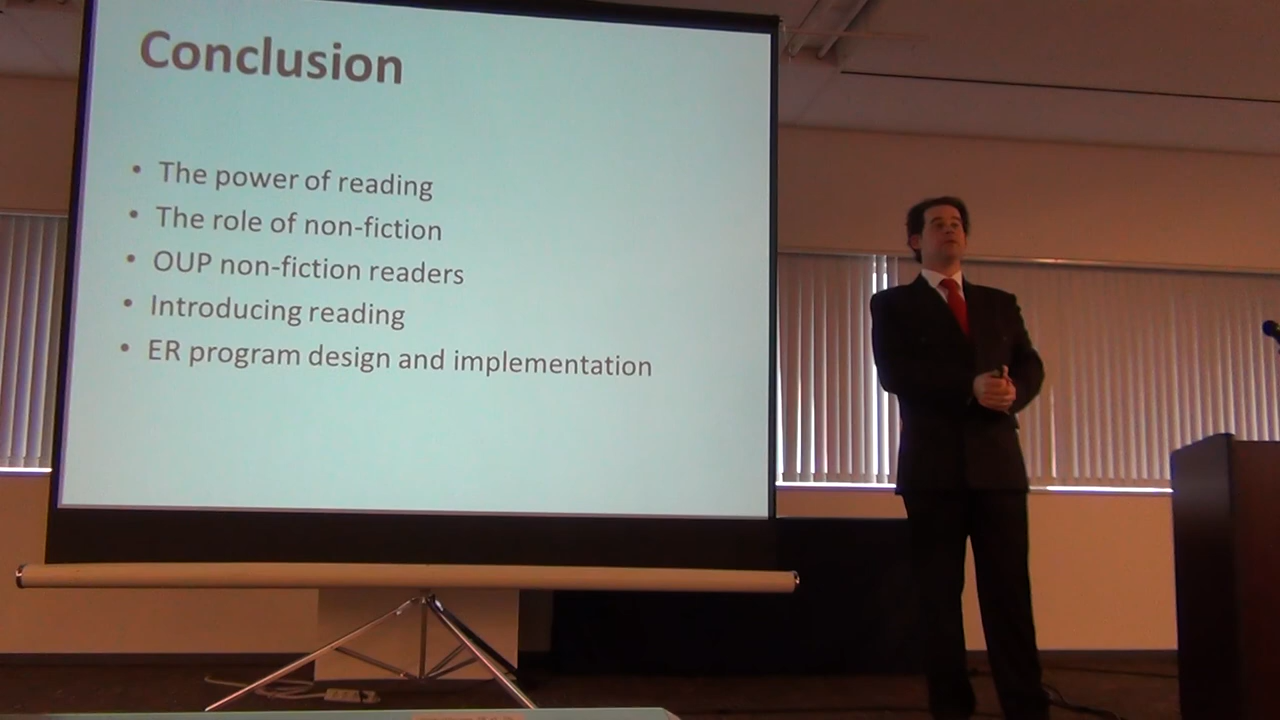 Conclusion
• The power of reading
• The role of non-fiction
• OUP non-fiction readers
• Introducing reading
• ER program design and implementation